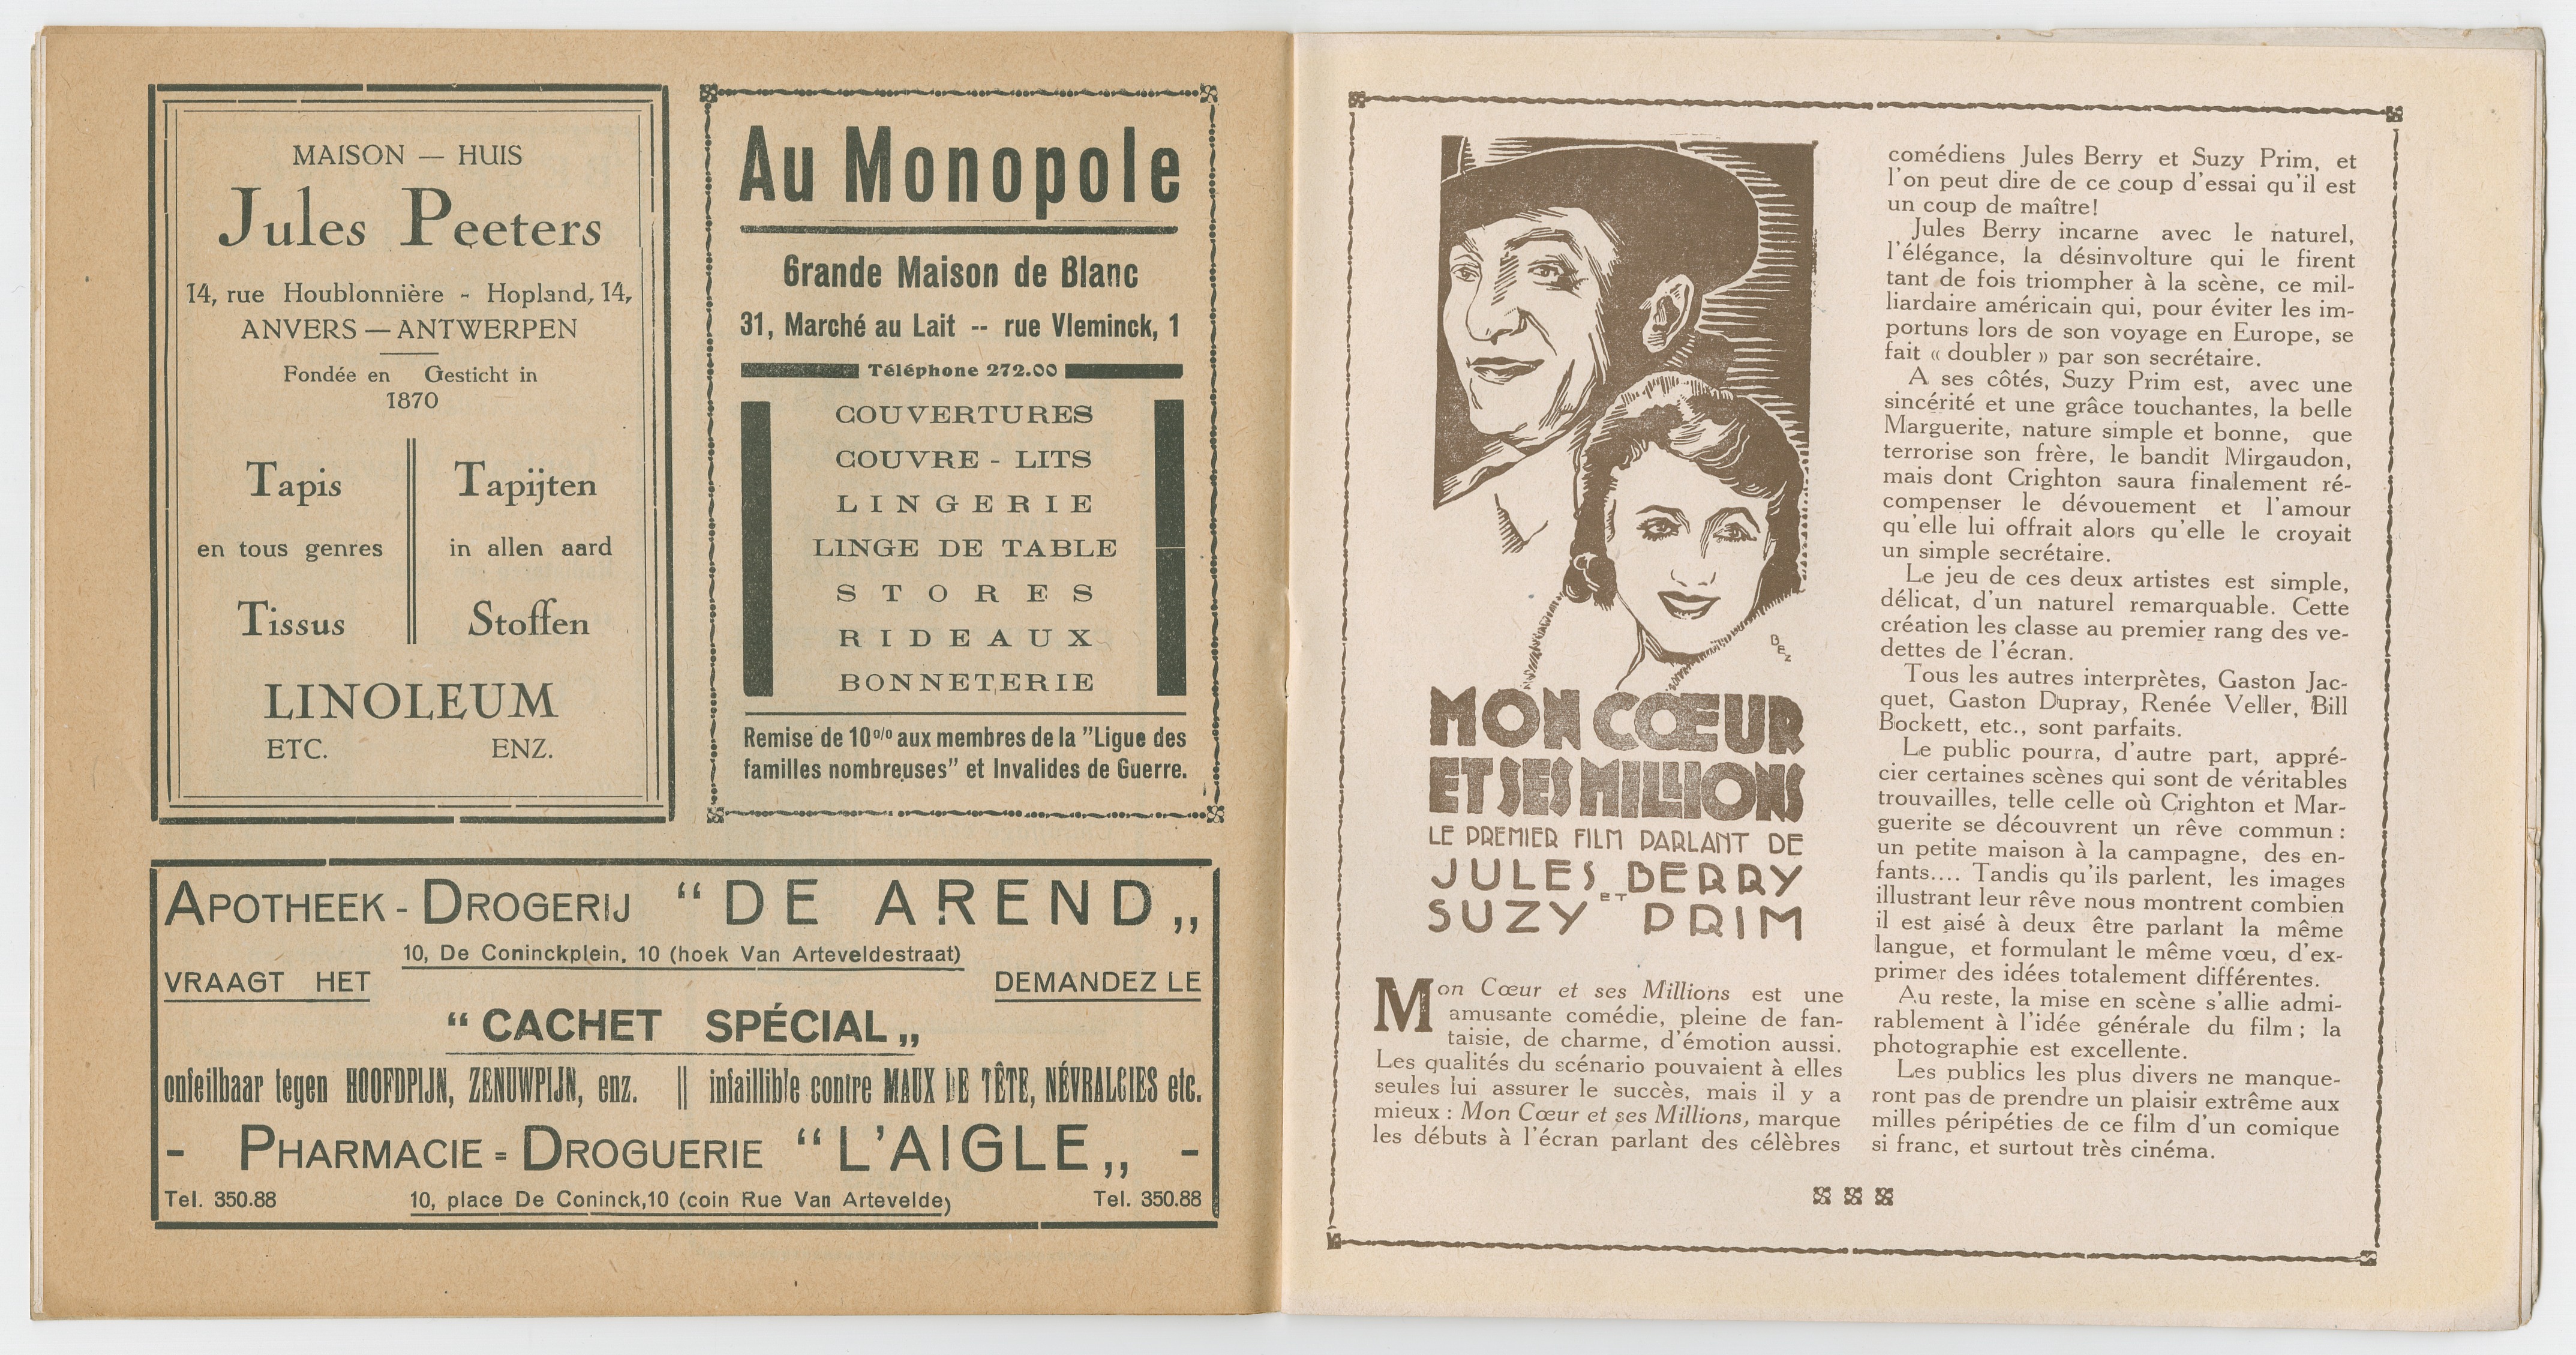 MAISON — HUIS
Jules Peeters
14, rue Houblonnière - Hopland, 14,
ANVERS — ANTWERPEN
Fondée en Gesticht in
1870
Tapis
en tous genres
Tissus
Tapijten
in allen aard
Stoffen
LINOLEUM
ETC. ENZ.
Au Monopole
Grande Maison de Blanc
31, Marché au Lait -- rue Vleminck, 1
Téléphone 272.00
COUVERTURES
COUVRE - LITS
LINGERIE
LINGE DE TABLE
STORES
RIDEAUX
BONNETERIE
Remise de 10% aux membres de la "Ligue des
familles nombreuses" et Invalides de Guerre.
APOTHEEK - DROGERIJ “DE AREND„
10, De Coninckplein, 10 (hoek Van Arteveldestraat)
VRAAGT HET DEMANDEZ LE
“CACHET SPÉCIAL„
onfeilbaar tegen HOOFDPIJN, ZENUWPIJN, enz. || infaillible contre MAUX DE TÊTE, NÉVRALGIES etc.
- PHARMACIE = DROGUERIE “L'AIGLE„ -
Tel. 350.88 10, place De Coninck,10 (coin Rue Van Artevelde) Tel. 350.88
BEZ
MON CŒUR
ET SES MILLIONS
LE PREMIER FILM PARLANT DE
JULES BERRY
ET
SUZY PRIM
Mon Cœur et ses Millions est une
amusante comédie, pleine de fan-
taisie, de charme, d'émotion aussi.
Les qualités du scénario pouvaient à elles
seules lui assurer le succès, mais il y a
mieux : Mon Cœur et ses Millions, marque
les débuts à l'écran parlant des célèbres
comédiens Jules Berry et Suzy Prim, et
l'on peut dire de ce coup d'essai qu'il est
un coup de maître!
Jules Berry incarne avec le naturel,
l'élégance, la désinvolture qui le firent
tant de fois triompher à la scène, ce mil-
liardaire américain qui, pour éviter les im-
portuns lors de son voyage en Europe, se
fait « doubler » par son secrétaire.
A ses côtés, Suzy Prim est, avec une
sincérité et une grâce touchantes, la belle
Marguerite, nature simple et bonne, que
terrorise son frère, le bandit Mirgaudon,
mais dont Crighton saura finalement ré-
compenser le dévouement et l'amour
qu'elle lui offrait alors qu'elle le croyait
un simple secrétaire.
Le jeu de ces deux artistes est simple,
délicat, d'un naturel remarquable. Cette
création les classe au premier rang des ve-
dettes de l'écran.
Tous les autres interprètes, Gaston Jac-
quet, Gaston Dupray, Renée Veller, Bill
Bockett, etc., sont parfaits.
Le public pourra, d'autre part, appré-
cier certaines scènes qui sont de véritables
trouvailles, telle celle où Crighton et Mar-
guerite se découvrent un rêve commun :
un petite maison à la campagne, des en-
fants.... Tandis qu'ils parlent, les images
illustrant leur rêve nous montrent combien
il est aisé à deux être parlant la même
langue, et formulant le même vœu, d'ex-
primer des idées totalement différentes.
Au reste, la mise en scène s'allie admi-
rablement à l'idée générale du film ; la
photographie est excellente.
Les publics les plus divers ne manque-
ront pas de prendre un plaisir extrême aux
milles péripéties de ce film d'un comique
si franc, et surtout très cinéma.